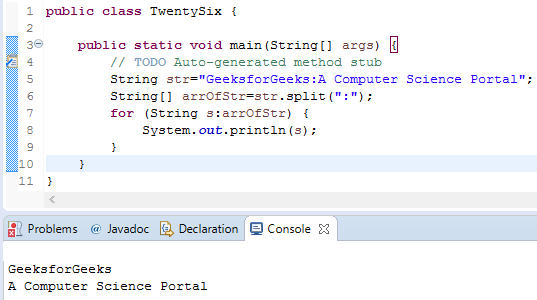 1 public class TwentySix {
2
3 public static void main(String[] args) {
4 // TODO Auto-generated method stub
5 String str="GeeksforGeeks:A Computer Science Portal";
6 String[] arrOfStr=str.split(":");
7 for (String s:arrOfStr) {
8 System.out.println(s);
9 }
10 }
11 }
Problems @ Javadoc Declaration Console
GeeksforGeeks
A Computer Science Portal